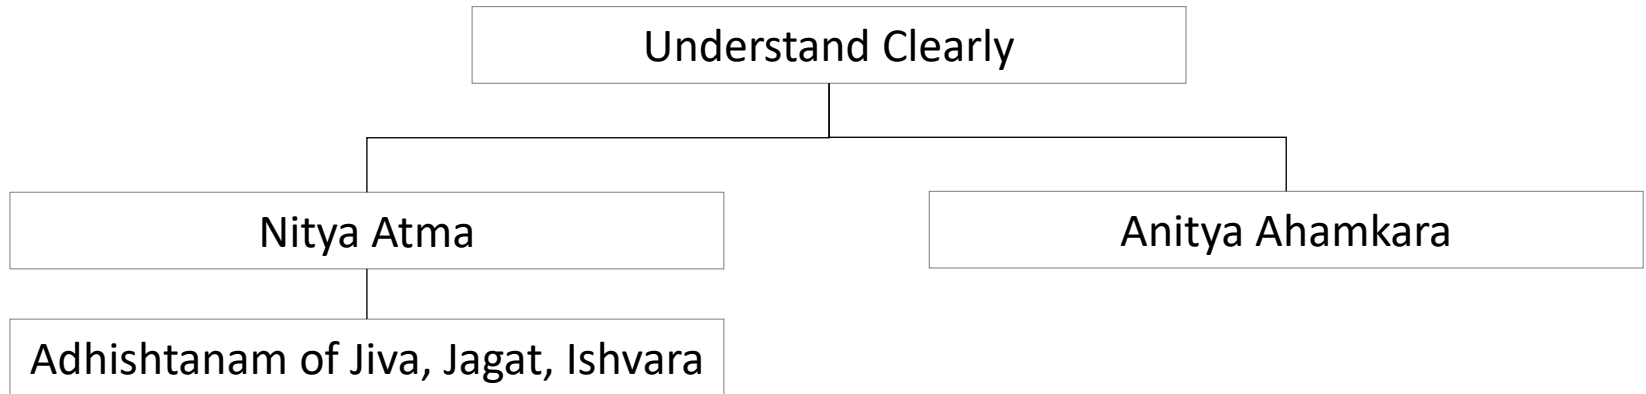 Understand Clearly
Nitya Atma
Anitya Ahamkara
Adhishtanam of Jiva, Jagat, Ishvara